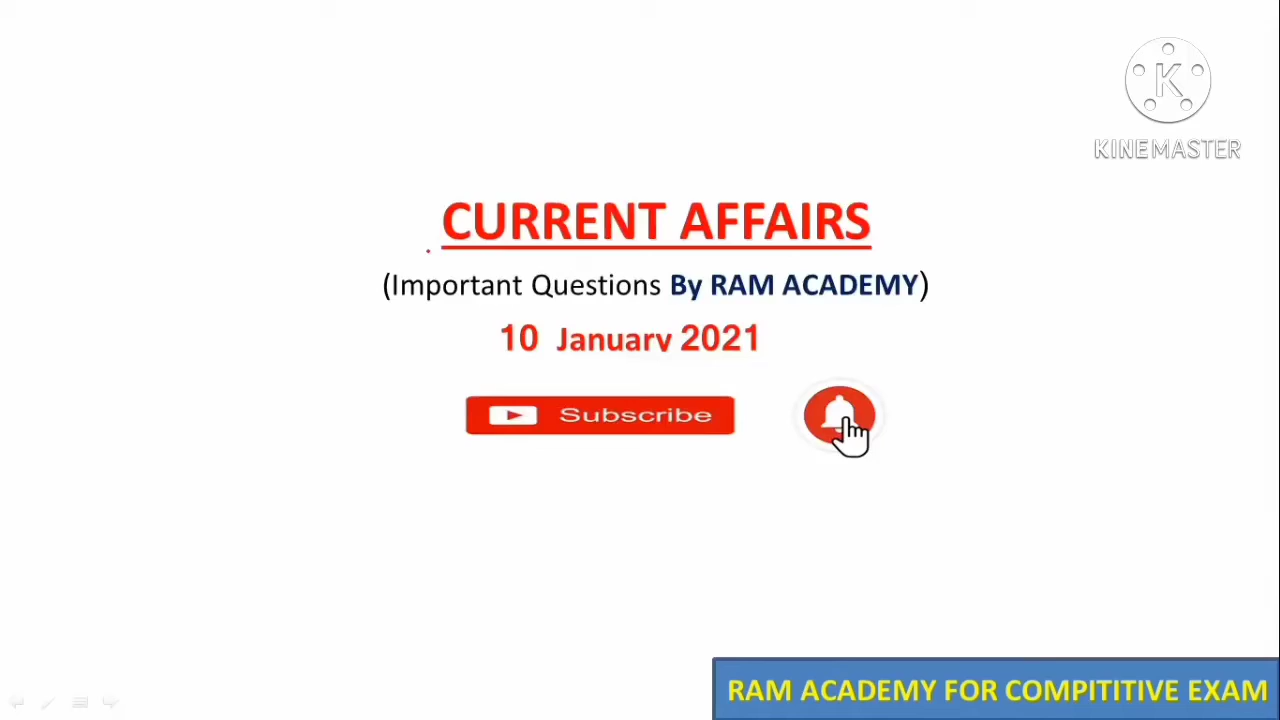 KINEMASTER
CURRENT AFFAIRS
(Important Questions By RAM ACADEMY)
10 January 2021
Subscribe
RAM ACADEMY FOR COMPITITIVE EXAM